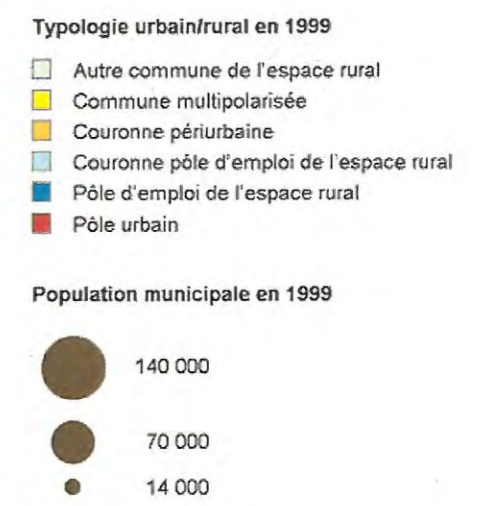 Typologie urbain/rural en 1999
Autre commune de l'espace rural
Commune multipolarisée
Couronne périurbaine
Couronne pôle d'emploi de l'espace rural
Pôle d'emploi de l'espace rural
Pôle urbain
Population municipale en 1999
140 000
70 000
14 000